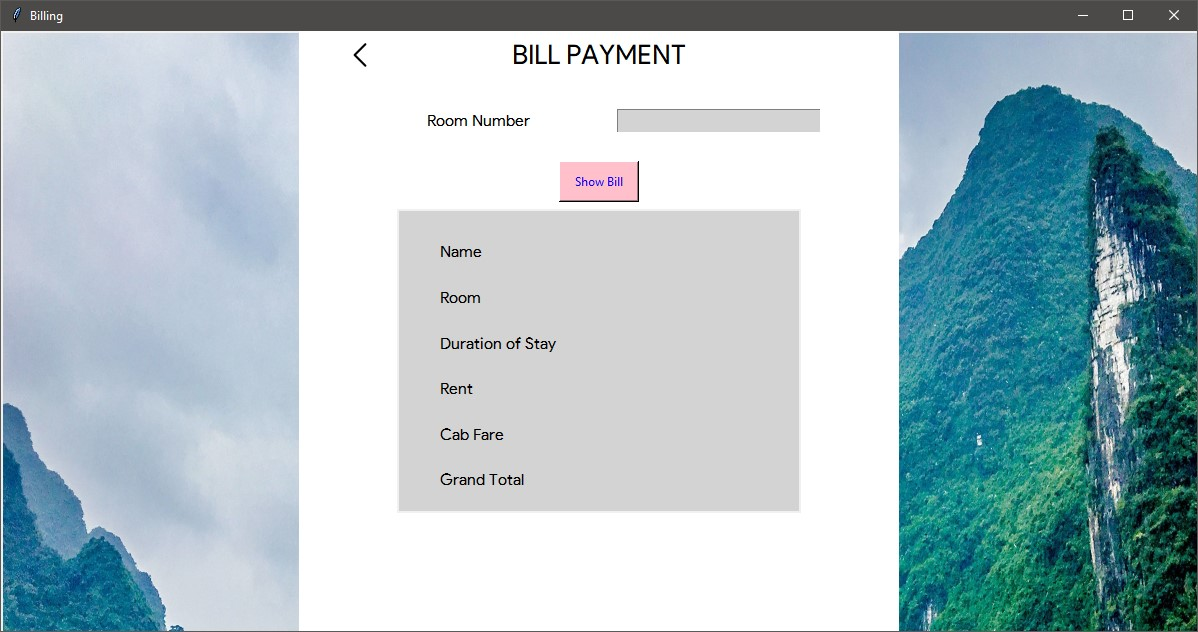 Billing
BILL PAYMENT
Room Number
Show Bill
Name
Room
Duration of Stay
Rent
Cab Fare
Grand Total